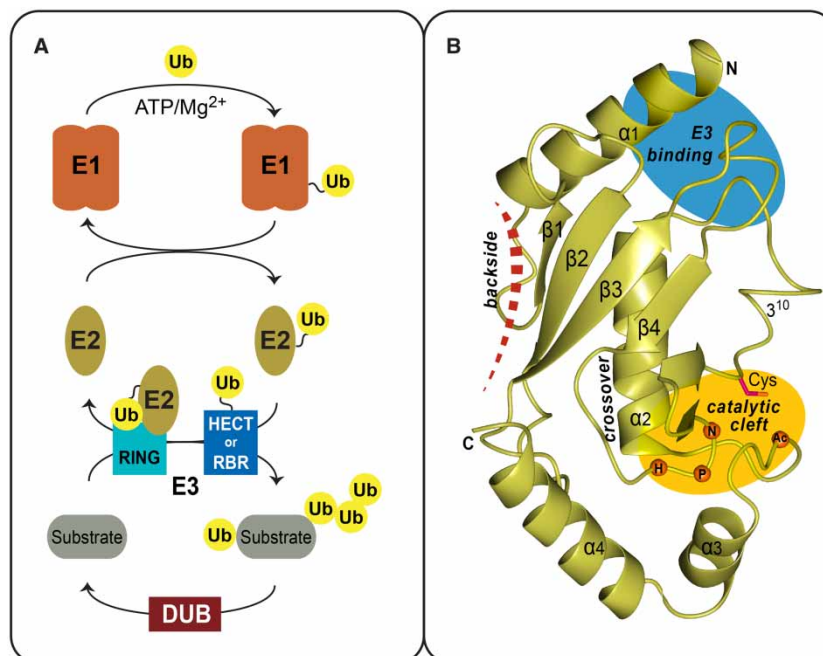 A
Ub
ATP/Mg2+
E1
E1
Ub
E2
Ub
E2
Ub
E2
Ub
RING
HECT
or
RBR
E3
Substrate
Ub
Substrate
Ub
Ub
Ub
Ub
DUB
B
N
α1
E3
binding
backside
β1
β2
β3
β4
3¹⁰
crossover
Cys
α2
catalytic
cleft
C
N
Ac
H
P
α3
α4